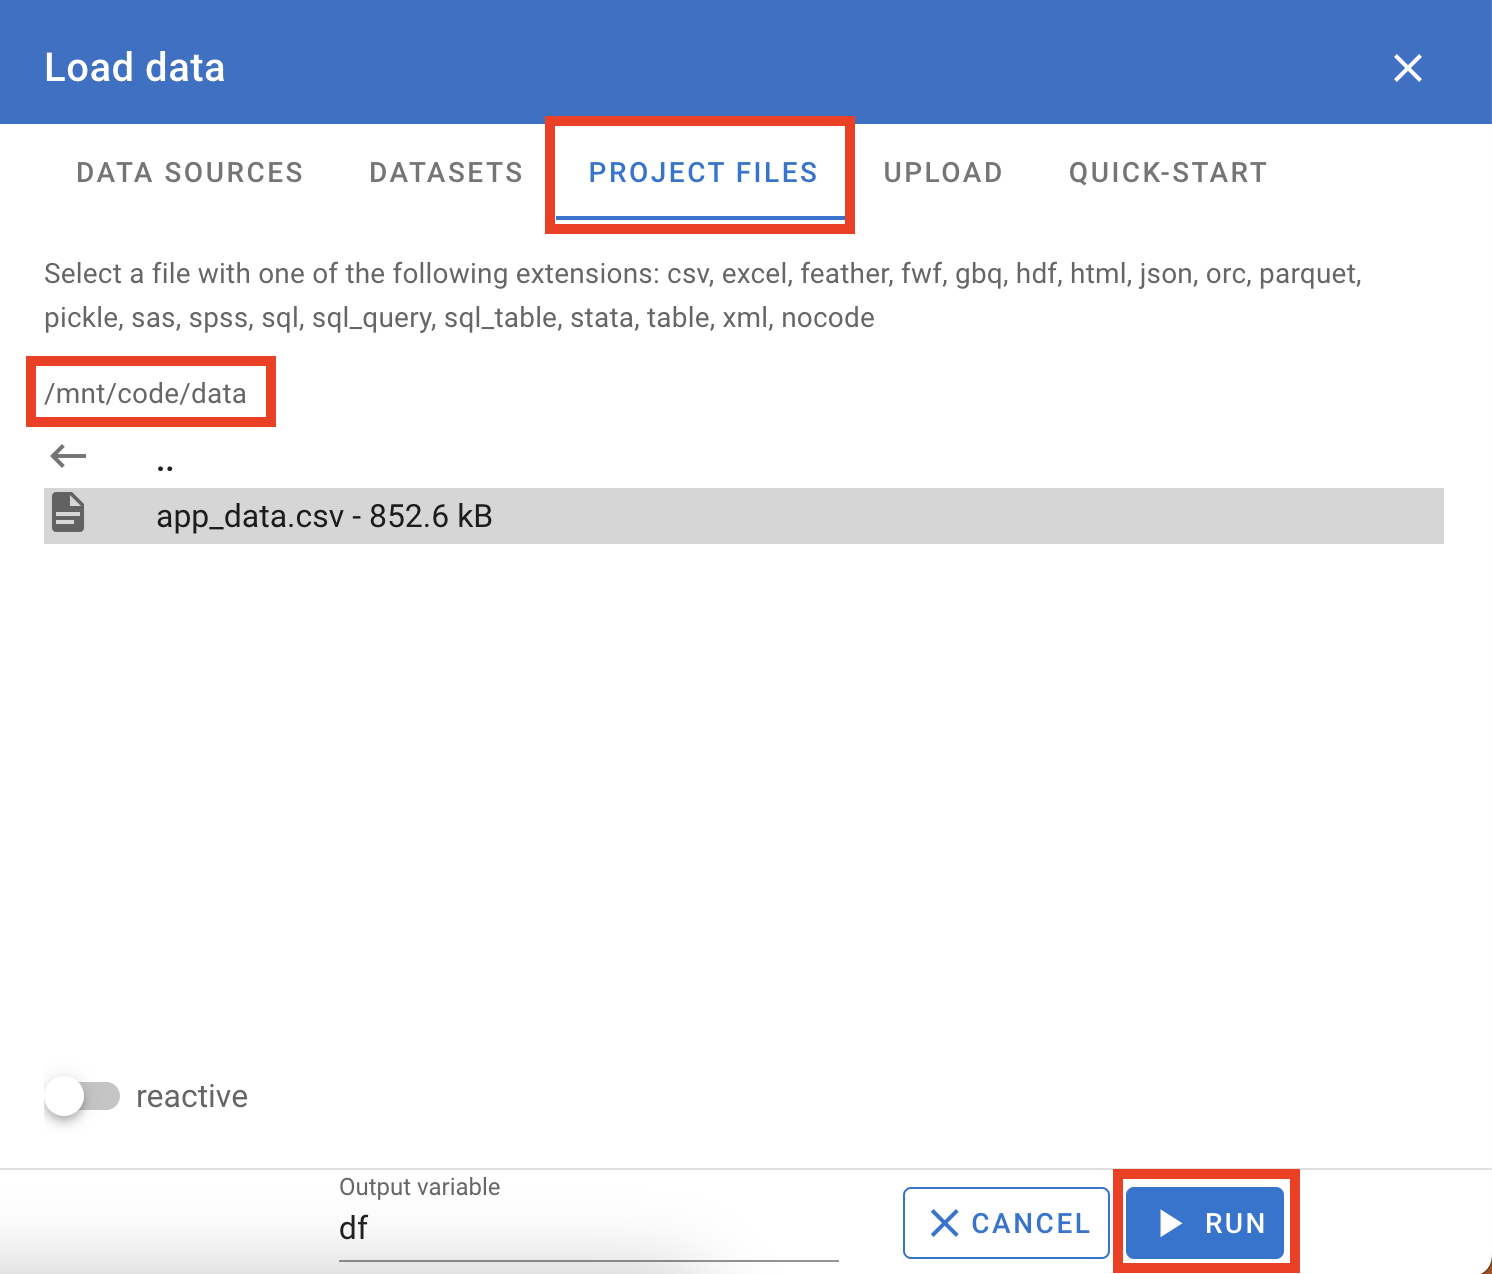 Load data
DATA SOURCES DATASETS PROJECT FILES UPLOAD QUICK-START
Select a file with one of the following extensions: csv, excel, feather, fwf, gbq, hdf, html, json, orc, parquet,
pickle, sas, spss, sql, sql_query, sql_table, stata, table, xml, nocode
/mnt/code/data
..
app_data.csv - 852.6 kB
reactive
Output variable
df
CANCEL RUN